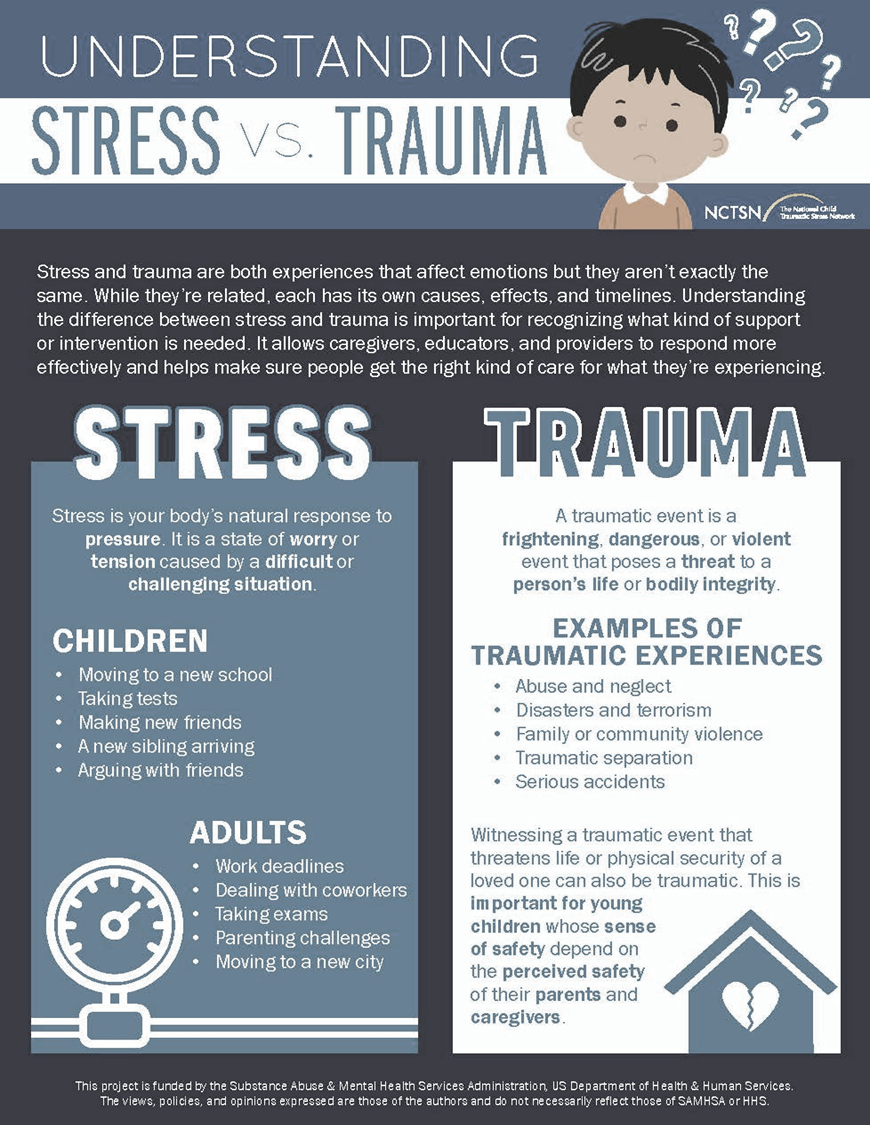 UNDERSTANDING
STRESS VS. TRAUMA
NCTSN
The National Child
Traumatic Stress Network
Stress and trauma are both experiences that affect emotions but they aren't exactly the
same. While they're related, each has its own causes, effects, and timelines. Understanding
the difference between stress and trauma is important for recognizing what kind of support
or intervention is needed. It allows caregivers, educators, and providers to respond more
effectively and helps make sure people get the right kind of care for what they're experiencing.
STRESS
Stress is your body's natural response to
pressure. It is a state of worry or
tension caused by a difficult or
challenging situation.
CHILDREN
• Moving to a new school
• Taking tests
• Making new friends
• A new sibling arriving
• Arguing with friends
ADULTS
• Work deadlines
• Dealing with coworkers
• Taking exams
• Parenting challenges
• Moving to a new city
TRAUMA
A traumatic event is a
frightening, dangerous, or violent
event that poses a threat to a
person's life or bodily integrity.
EXAMPLES OF
TRAUMATIC EXPERIENCES
• Abuse and neglect
• Disasters and terrorism
• Family or community violence
• Traumatic separation
• Serious accidents
Witnessing a traumatic event that
threatens life or physical security of a
loved one can also be traumatic. This is
important for young
children whose sense
of safety depend on
the perceived safety
of their parents and
caregivers.
This project is funded by the Substance Abuse & Mental Health Services Administration, US Department of Health & Human Services.
The views, policies, and opinions expressed are those of the authors and do not necessarily reflect those of SAMHSA or HHS.